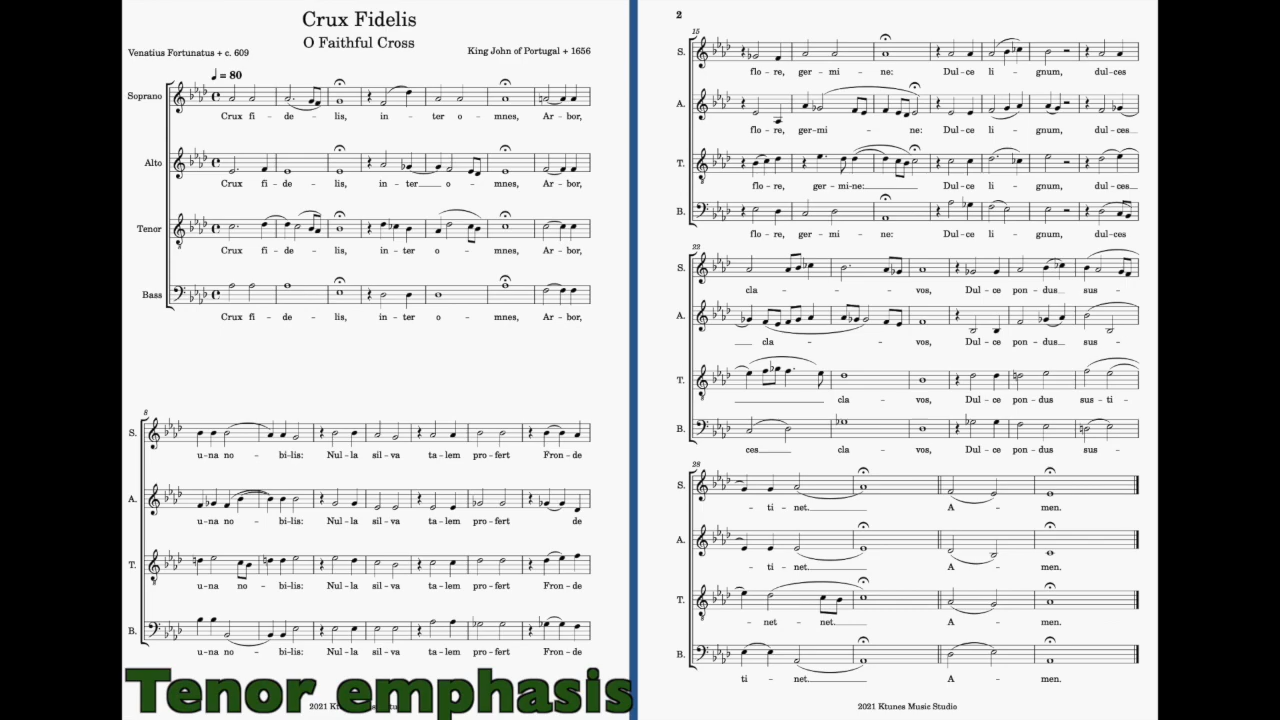 Crux Fidelis
O Faithful Cross
Venatius Fortunatus + c. 609
King John of Portugal + 1656
♩ = 80
Soprano
Crux fi - de - lis, in - ter o - mnes, Ar - bor,
Alto
Crux fi - de - lis, in - ter o - mnes, Ar - bor,
Tenor
Crux fi - de - lis, in - ter o - mnes, Ar - bor,
Bass
Crux fi - de - lis, in - ter o - mnes, Ar - bor,
8
S.
u-na no - bi-lis: Nul-la sil-va ta-lem pro-fert Fron-de
A.
u-na no - bi-lis: Nul-la sil-va ta-lem pro-fert de
T.
u-na no - bi-lis: Nul-la sil-va ta-lem pro-fert Fron-de
B.
u-na no - bi-lis: Nul-la sil-va ta-lem pro-fert Fron-de
Tenor emphasis
2
15
S.
flo - re, ger - mi - ne: Dul - ce li - gnum, dul - ces
A.
flo - re, ger-mi - ne: Dul - ce li - gnum, dul - ces
T.
flo - re, ger - mi-ne: Dul - ce li - gnum, dul - ces
B.
flo - re, ger - mi - ne: Dul - ce li - gnum, dul - ces
22
S.
cla - vos, Dul - ce pon - dus sus -
A.
cla - vos, Dul - ce pon - dus sus -
T.
cla - vos, Dul - ce pon - dus sus - ti -
B.
ces cla - vos, Dul - ce pon - dus sus -
28
S.
- ti - net. A - men.
A.
- ti - net. A - men.
T.
- net - net. A - men.
B.
ti - net. A - men.
2021 Ktunes Music Studio